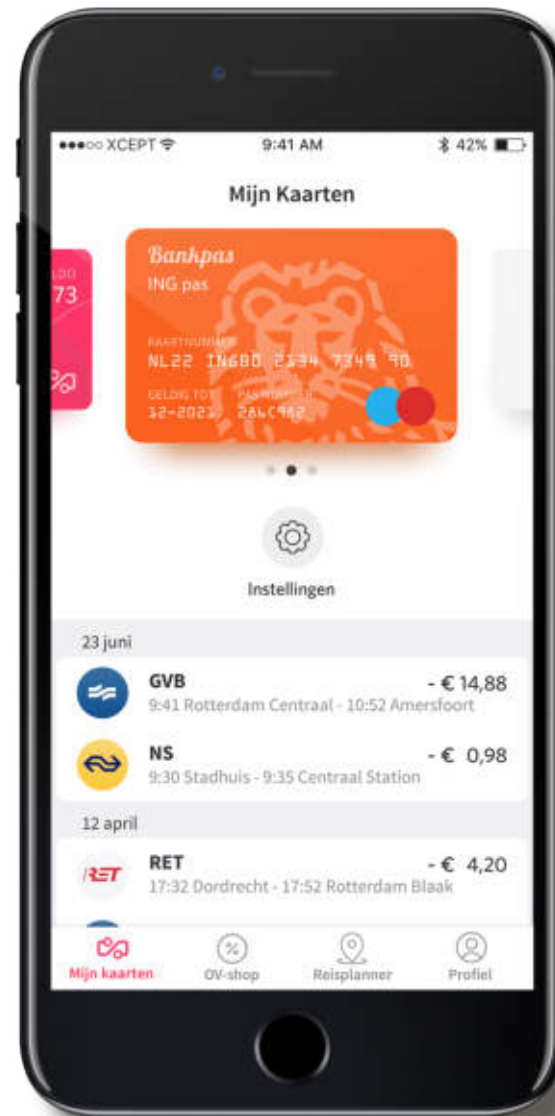 XCEPT 9:41 AM 42%
Mijn Kaarten
Bankpas
ING pas
73
KAARTNUMMER
NL22 INGB0 2134 7349 90
GELDIG TOT PASNUMMER
12-2021
Instellingen
23 juni
GVB - € 14,88
9:41 Rotterdam Centraal - 10:52 Amersfoort
NS - € 0,98
9:30 Stadhuis - 9:35 Centraal Station
12 april
RET RET - € 4,20
17:32 Dordrecht - 17:52 Rotterdam Blaak
Mijn kaarten OV-shop Reisplanner Profiel